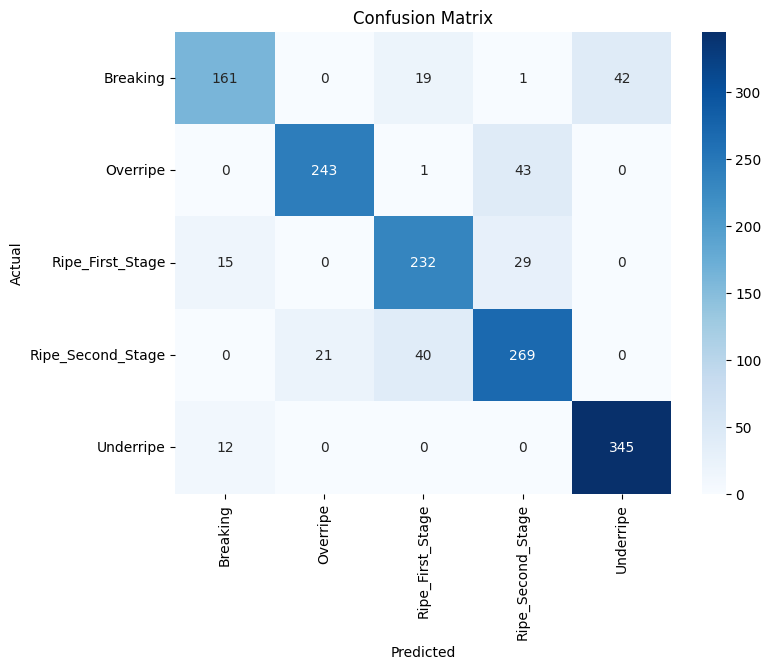 Confusion Matrix
Actual
Breaking 161 0 19 1 42
Overripe 0 243 1 43 0
Ripe_First_Stage 15 0 232 29 0
Ripe_Second_Stage 0 21 40 269 0
Underripe 12 0 0 0 345
Breaking Overripe Ripe_First_Stage Ripe_Second_Stage Underripe
Predicted
300
250
200
150
100
50
0